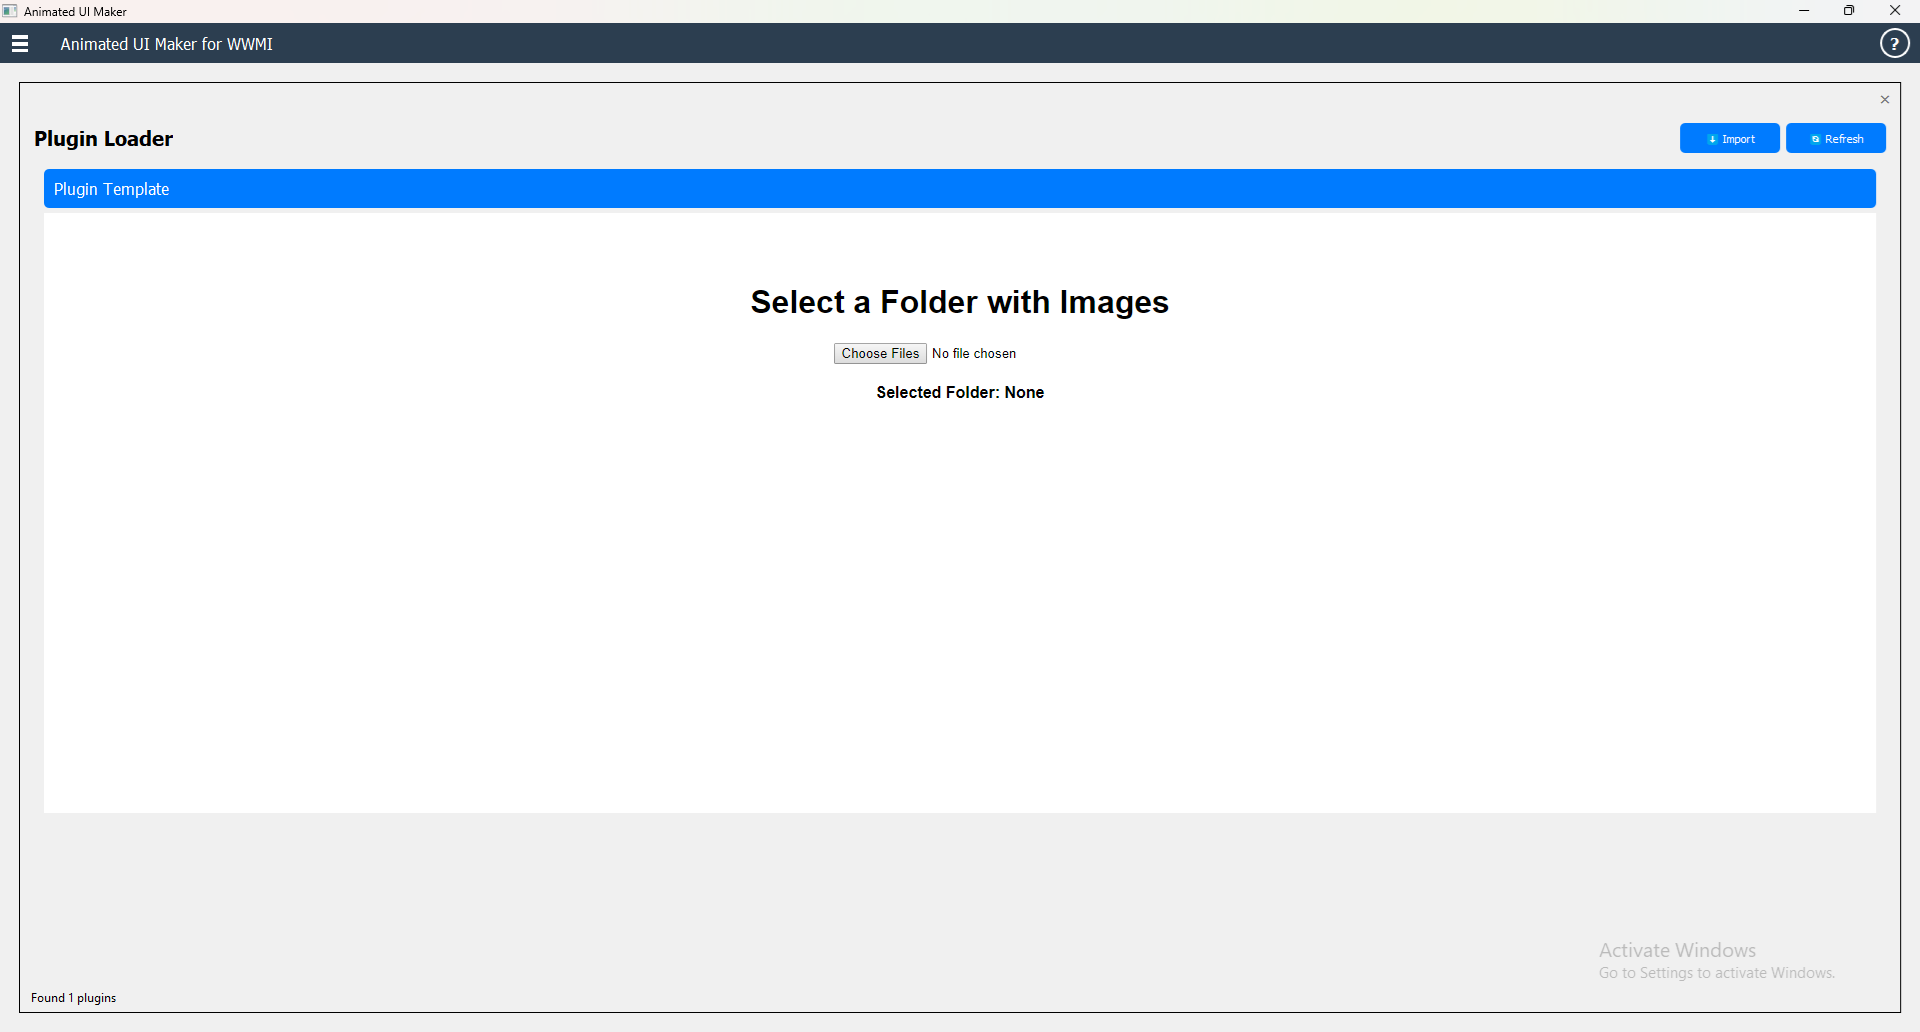 Animated UI Maker
Animated UI Maker for WWMI
?
Plugin Loader
Import
Refresh
Plugin Template
Select a Folder with Images
Choose Files No file chosen
Selected Folder: None
Activate Windows
Go to Settings to activate Windows.
Found 1 plugins